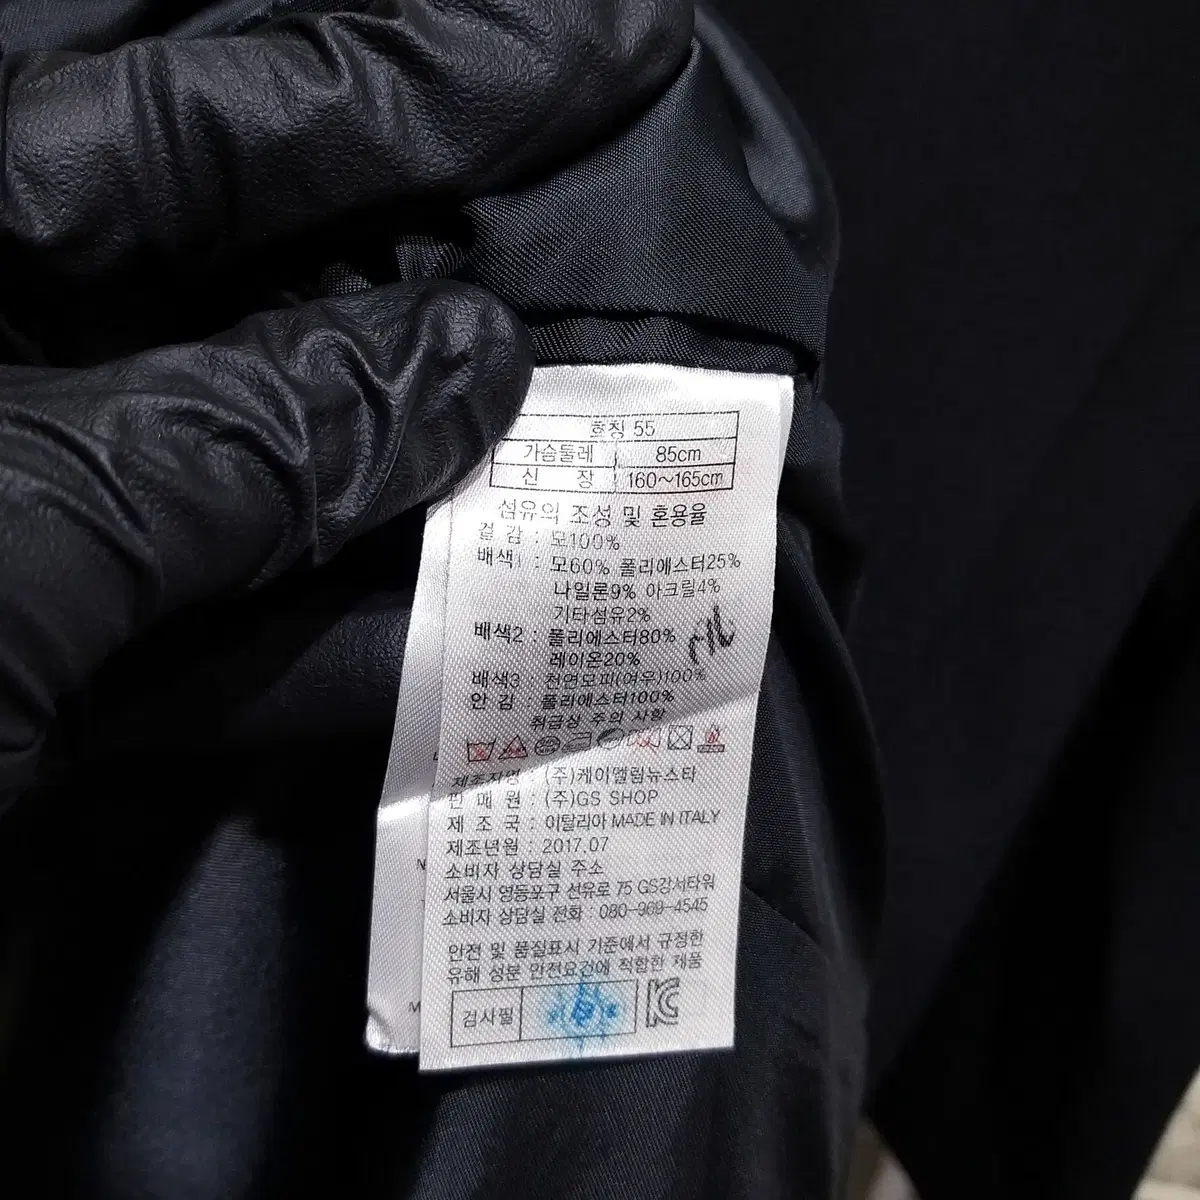 호칭 55
가슴둘레 85cm
신 장 160~165cm
섬유의 조성 및 혼용율
겉 감 : 모100%
배색1 : 모60% 폴리에스터25%
나일론9% 아크릴4%
기타섬유2%
배색2 : 폴리에스터80%
레이온20%
배색3 : 천연모피(여우)100%
안 감 : 폴리에스터100%
취급상 주의 사항
제조자명 : (주)케이엘림뉴스타
판 매 원 : (주)GS SHOP
제 조 국 : 이탈리아 MADE IN ITALY
제조년원 : 2017.07
소비자 상담실 주소
서울시 영등포구 선유로 75 GS강서타워
소비자 상담실 전화 : 080-969-4545
안전 및 품질표시 기준에서 규정한
유해 성분 안전요건에 적합한 제품
검사필